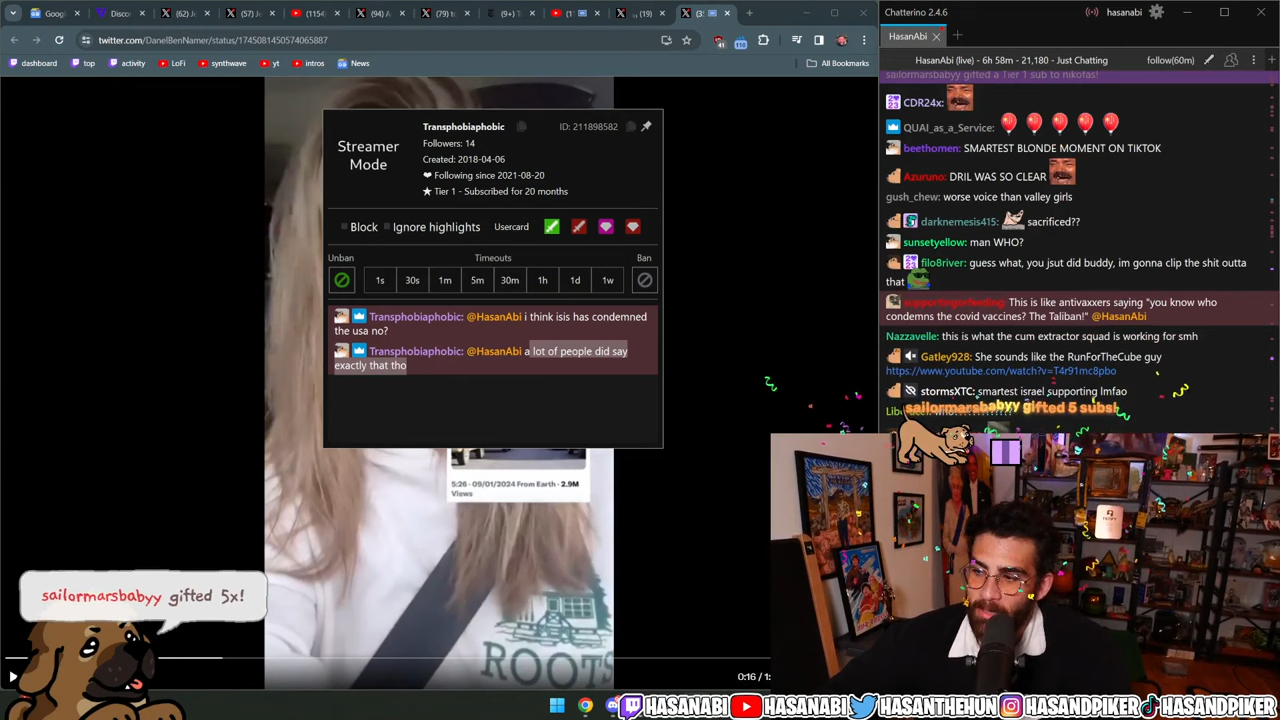 Googl
Disco
(62) J
(57) J
(1154
(94) A
(79) t
(9+) T
(1
(19)
(3
Chatterino 2.4.6
hasanabi
twitter.com/DanelBenNamer/status/1745081450574065887
41
110
HasanAbi
dashboard
top
activity
LoFi
synthwave
yt
intros
News
All Bookmarks
HasanAbi (live) - 6h 58m - 21,180 - Just Chatting
follow(60m)
sailormarsbabyy gifted a Tier 1 sub to nikofas!
CDR24x:
QUAI_as_a_Service:
beethomen: SMARTEST BLONDE MOMENT ON TIKTOK
Azuruno: DRIL WAS SO CLEAR
gush_chew: worse voice than valley girls
darknemesis415: sacrificed??
sunsetyellow: man WHO?
filo8river: guess what, you jsut did buddy, im gonna clip the shit outta
that
supportingorfeeding: This is like antivaxxers saying "you know who
condemns the covid vaccines? The Taliban!" @HasanAbi
Nazzavelle: this is what the cum extractor squad is working for smh
Gatley928: She sounds like the RunForTheCube guy
https://www.youtube.com/watch?v=T4r91mc8pbo
stormsXTC: smartest israel supporting lmfao
sailormarsbabyy gifted 5 subs!
Streamer
Mode
Transphobiaphobic
ID: 211898582
Followers: 14
Created: 2018-04-06
❤ Following since 2021-08-20
★ Tier 1 - Subscribed for 20 months
Block
Ignore highlights
Usercard
Unban
Timeouts
Ban
1s
30s
1m
5m
30m
1h
1d
1w
Transphobiaphobic: @HasanAbi i think isis has condemned
the usa no?
Transphobiaphobic: @HasanAbi a lot of people did say
exactly that tho
5:26 - 09/01/2024 From Earth - 2.9M
Views
sailormarsbabyy gifted 5x!
ROOTS
0:16 / 1:
HASANABI
HASANABI
HASANTHEHUN
HASANDPIKER
HASANDPIKER